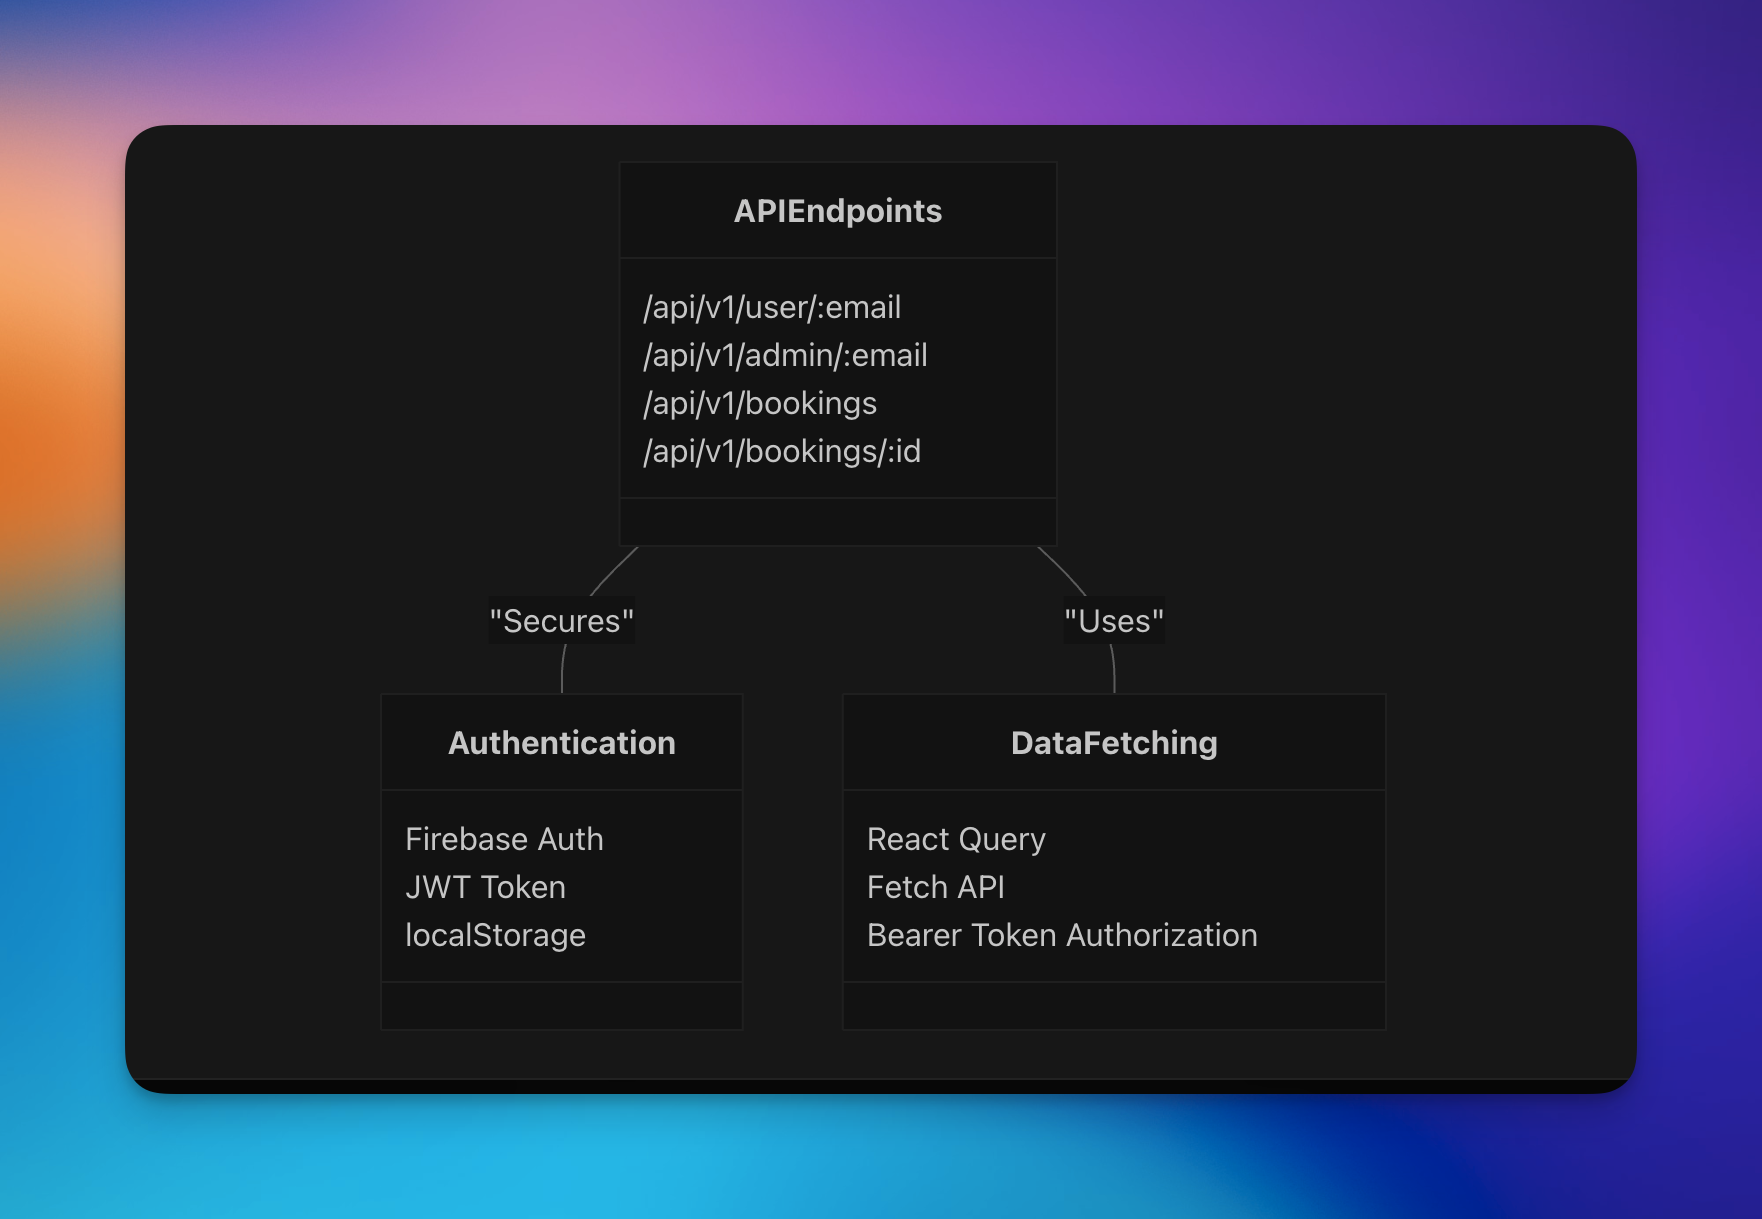 APIEndpoints
/api/v1/user/:email
/api/v1/admin/:email
/api/v1/bookings
/api/v1/bookings/:id
"Secures"
"Uses"
Authentication
Firebase Auth
JWT Token
localStorage
DataFetching
React Query
Fetch API
Bearer Token Authorization